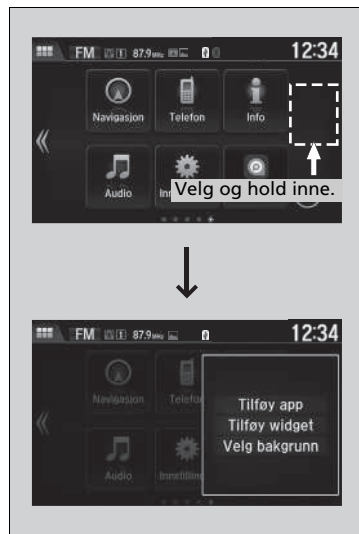 FM 87.9 12:34
Navigasjon Telefon Info
Audio
Velg og hold inne.
FM 87.9 12:34
Navigasjon
Tilføy app
Tilføy widget
Velg bakgrunn
Audio